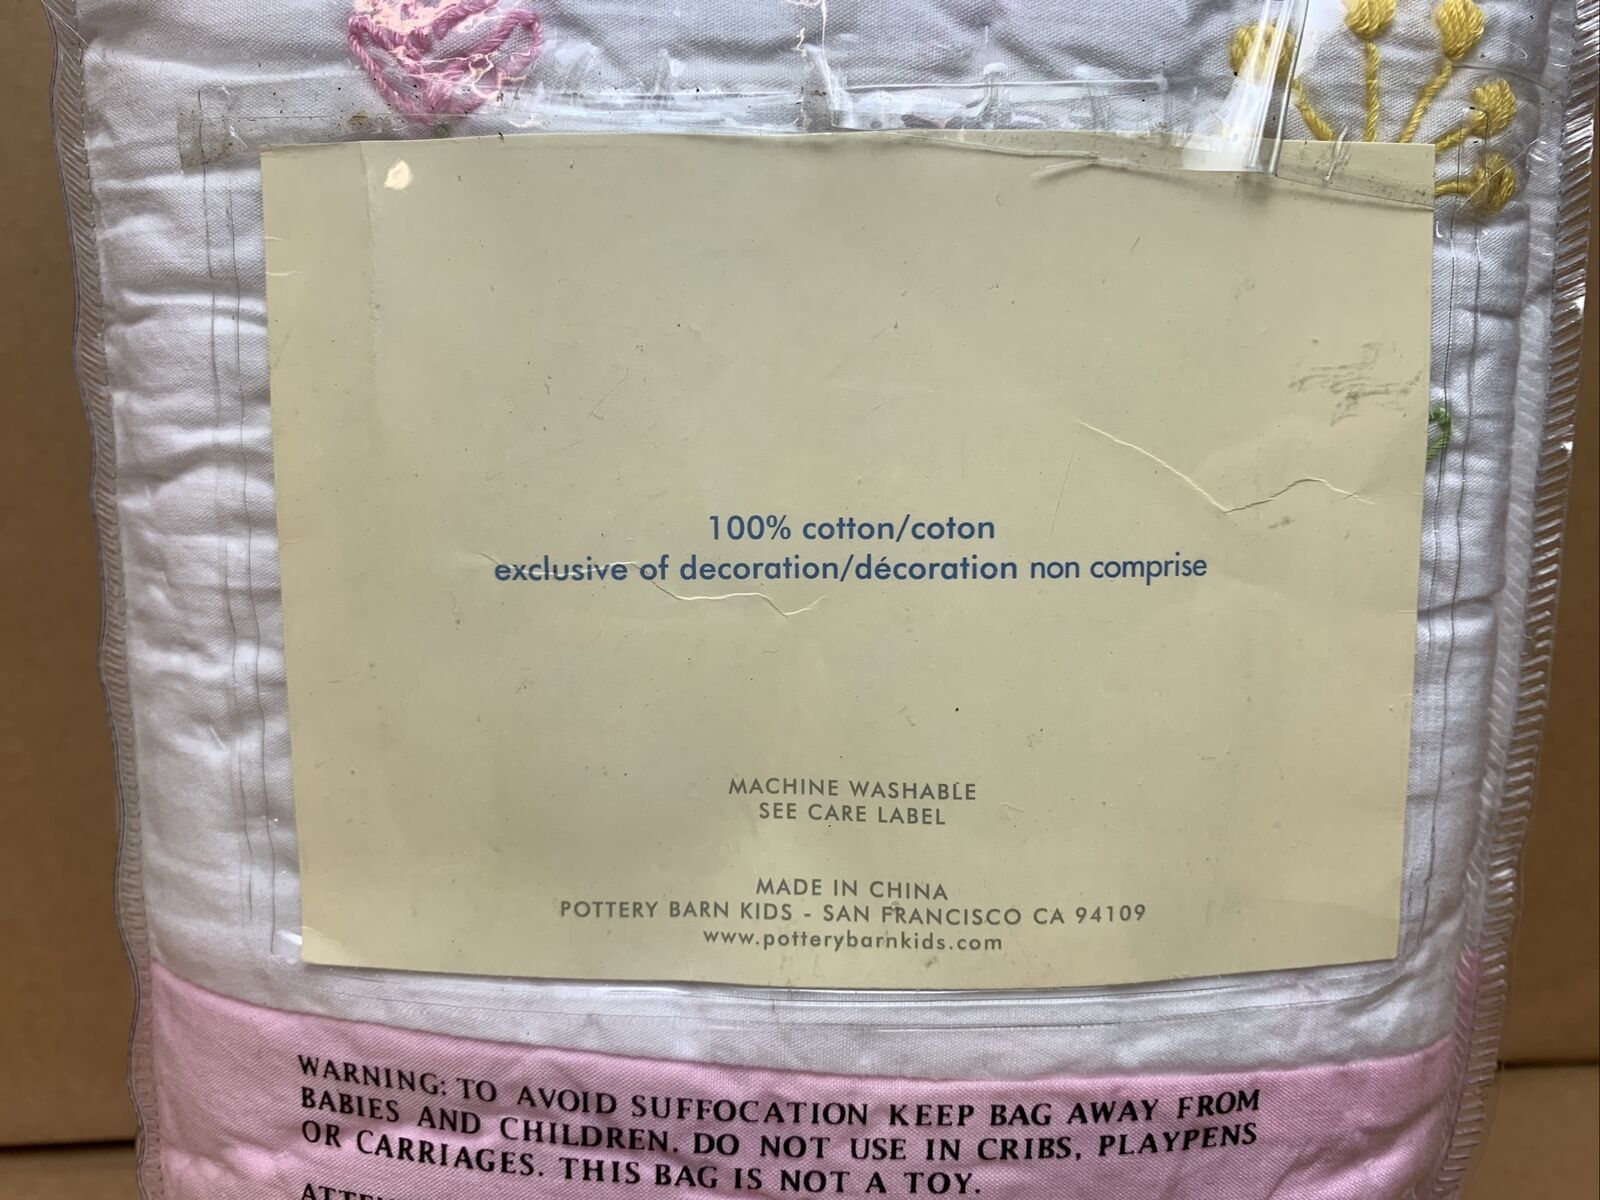 100% cotton/coton
exclusive of decoration/décoration non comprise
MACHINE WASHABLE
SEE CARE LABEL
MADE IN CHINA
POTTERY BARN KIDS - SAN FRANCISCO CA 94109
www.potterybarnkids.com
WARNING: TO AVOID SUFFOCATION KEEP BAG AWAY FROM
BABIES AND CHILDREN. DO NOT USE IN CRIBS, PLAYPENS
OR CARRIAGES. THIS BAG IS NOT A TOY.